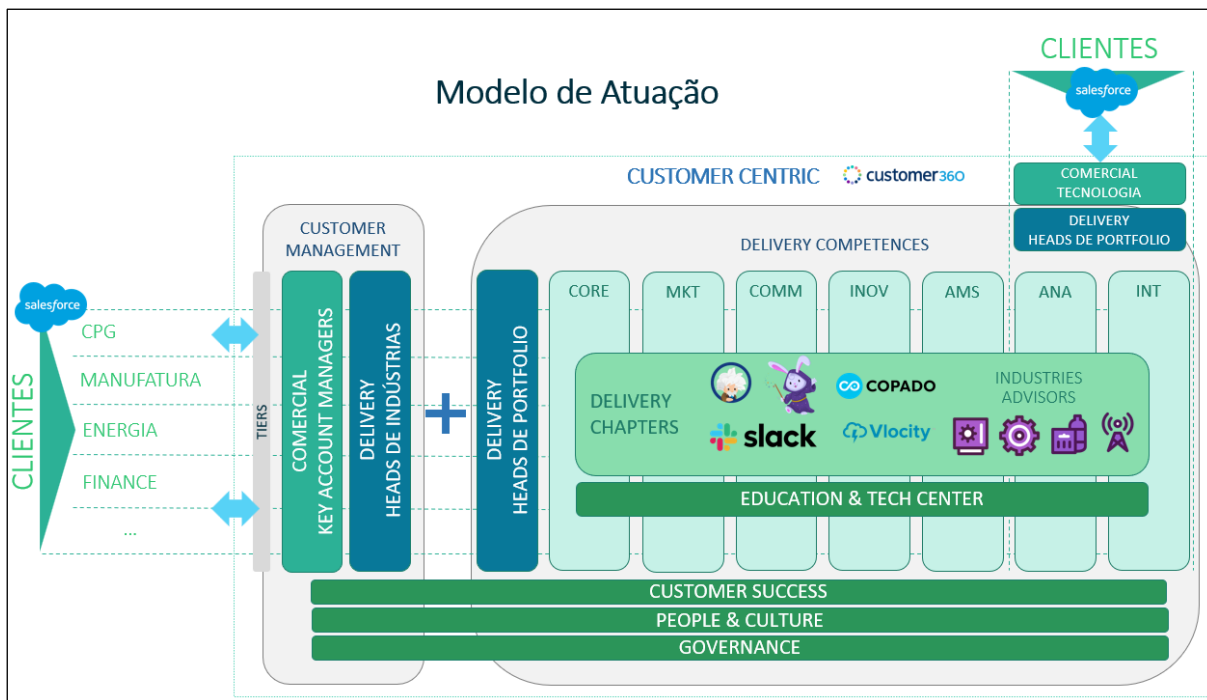 CLIENTES
salesforce
Modelo de Atuação
CUSTOMER CENTRIC
customer360
COMERCIAL
TECNOLOGIA
DELIVERY
HEADS DE PORTFOLIO
CUSTOMER
MANAGEMENT
DELIVERY COMPETENCES
salesforce
CLIENTES
CPG
MANUFATURA
ENERGIA
FINANCE
...
TIERS
COMERCIAL
KEY ACCOUNT MANAGERS
DELIVERY
HEADS DE INDÚSTRIAS
+
DELIVERY
HEADS DE PORTFOLIO
CORE
MKT
COMM
INOV
AMS
ANA
INT
DELIVERY
CHAPTERS
COPADO
slack
Vlocity
INDUSTRIES
ADVISORS
EDUCATION & TECH CENTER
CUSTOMER SUCCESS
PEOPLE & CULTURE
GOVERNANCE